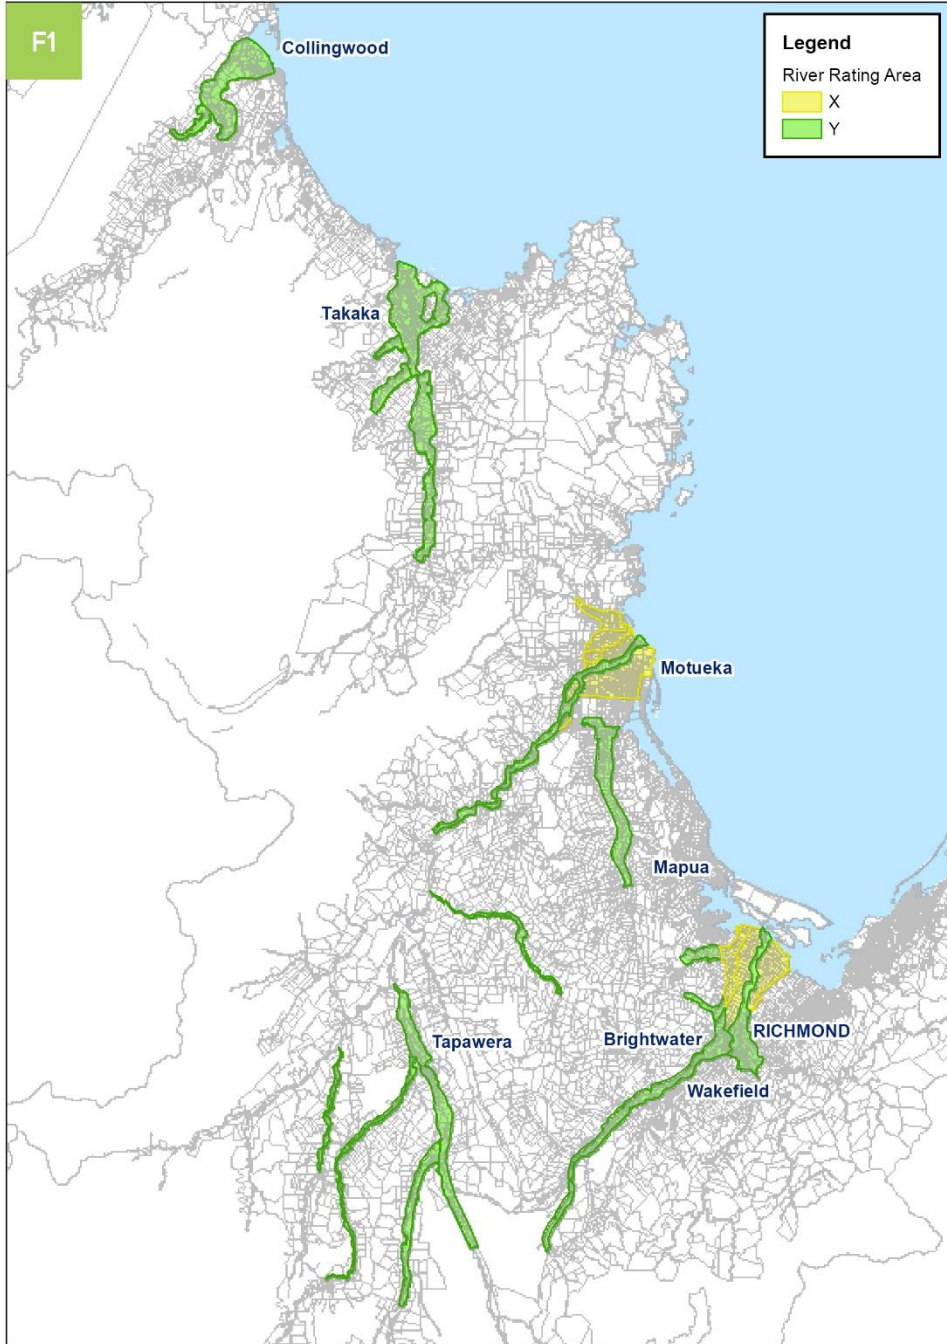 F1
Collingwood
Legend
River Rating Area
X
Y
Takaka
Motueka
Mapua
RICHMOND
Brightwater
Tapawera
Wakefield